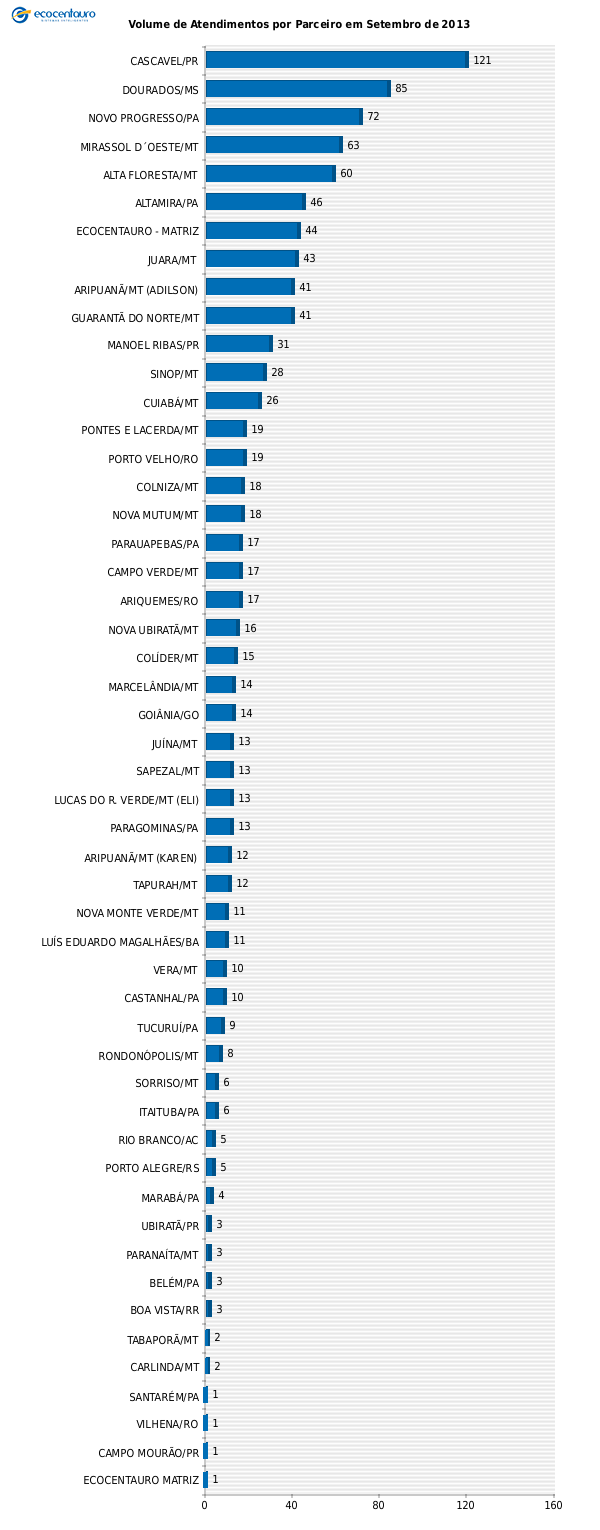 ecocentauro
Volume de Atendimentos por Parceiro em Setembro de 2013
CASCAVEL/PR 121
DOURADOS/MS 85
NOVO PROGRESSO/PA 72
MIRASSOL D´OESTE/MT 63
ALTA FLORESTA/MT 60
ALTAMIRA/PA 46
ECOCENTAURO - MATRIZ 44
JUARA/MT 43
ARIPUANÃ/MT (ADILSON) 41
GUARANTÃ DO NORTE/MT 41
MANOEL RIBAS/PR 31
SINOP/MT 28
CUIABÁ/MT 26
PONTES E LACERDA/MT 19
PORTO VELHO/RO 19
COLNIZA/MT 18
NOVA MUTUM/MT 18
PARAUAPEBAS/PA 17
CAMPO VERDE/MT 17
ARIQUEMES/RO 17
NOVA UBIRATÃ/MT 16
COLÍDER/MT 15
MARCELÂNDIA/MT 14
GOIÂNIA/GO 14
JUÍNA/MT 13
SAPEZAL/MT 13
LUCAS DO R. VERDE/MT (ELI) 13
PARAGOMINAS/PA 13
ARIPUANÃ/MT (KAREN) 12
TAPURAH/MT 12
NOVA MONTE VERDE/MT 11
LUÍS EDUARDO MAGALHÃES/BA 11
VERA/MT 10
CASTANHAL/PA 10
TUCURUÍ/PA 9
RONDONÓPOLIS/MT 8
SORRISO/MT 6
ITAITUBA/PA 6
RIO BRANCO/AC 5
PORTO ALEGRE/RS 5
MARABÁ/PA 4
UBIRATÃ/PR 3
PARANAÍTA/MT 3
BELÉM/PA 3
BOA VISTA/RR 3
TABAPORÃ/MT 2
CARLINDA/MT 2
SANTARÉM/PA 1
VILHENA/RO 1
CAMPO MOURÃO/PR 1
ECOCENTAURO MATRIZ 1
0 40 80 120 160